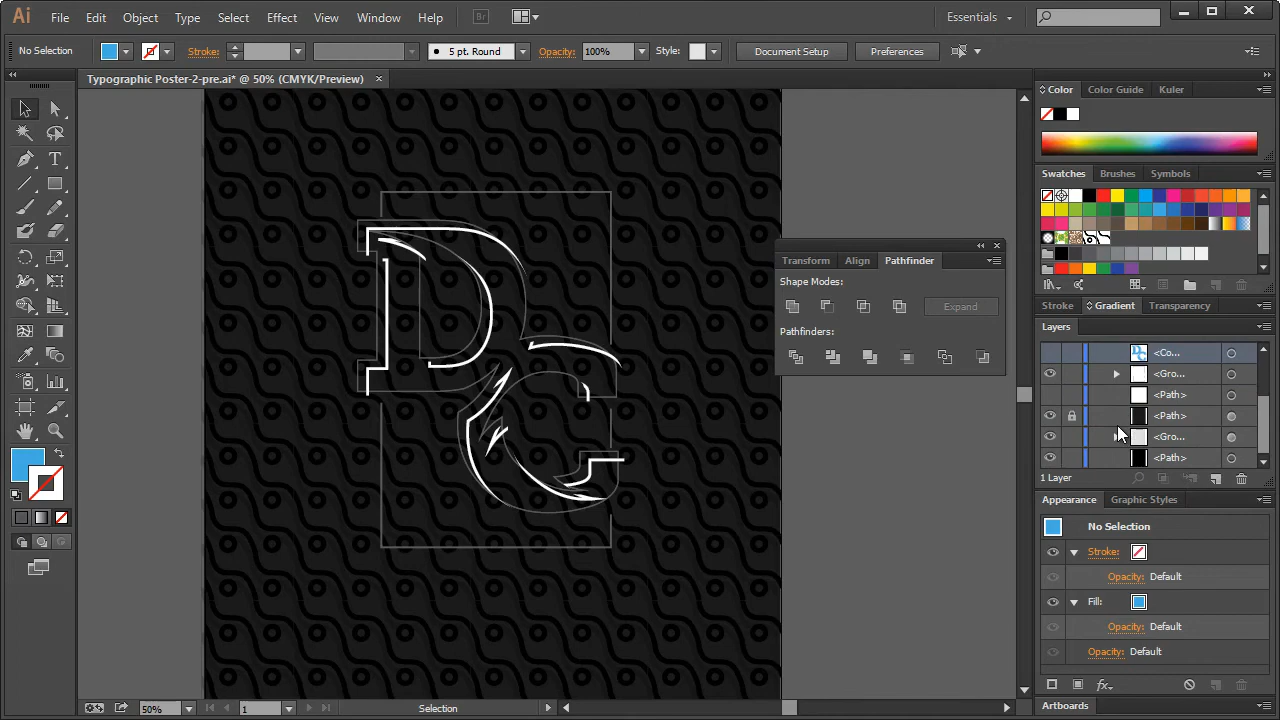 Ai File Edit Object Type Select Effect View Window Help Br Essentials
No Selection Stroke: 5 pt. Round Opacity: 100% Style: Document Setup Preferences
Typographic Poster-2-pre.ai* @ 50% (CMYK/Preview)
Color Color Guide Kuler
Swatches Brushes Symbols
Transform Align Pathfinder
Shape Modes:
Expand
Pathfinders:
Stroke Gradient Transparency
Layers
<Co...
<Gro...
<Path>
<Path>
<Gro...
<Path>
1 Layer
Appearance Graphic Styles
No Selection
Stroke:
Opacity: Default
Fill:
Opacity: Default
Opacity: Default
Artboards
50% 1 Selection